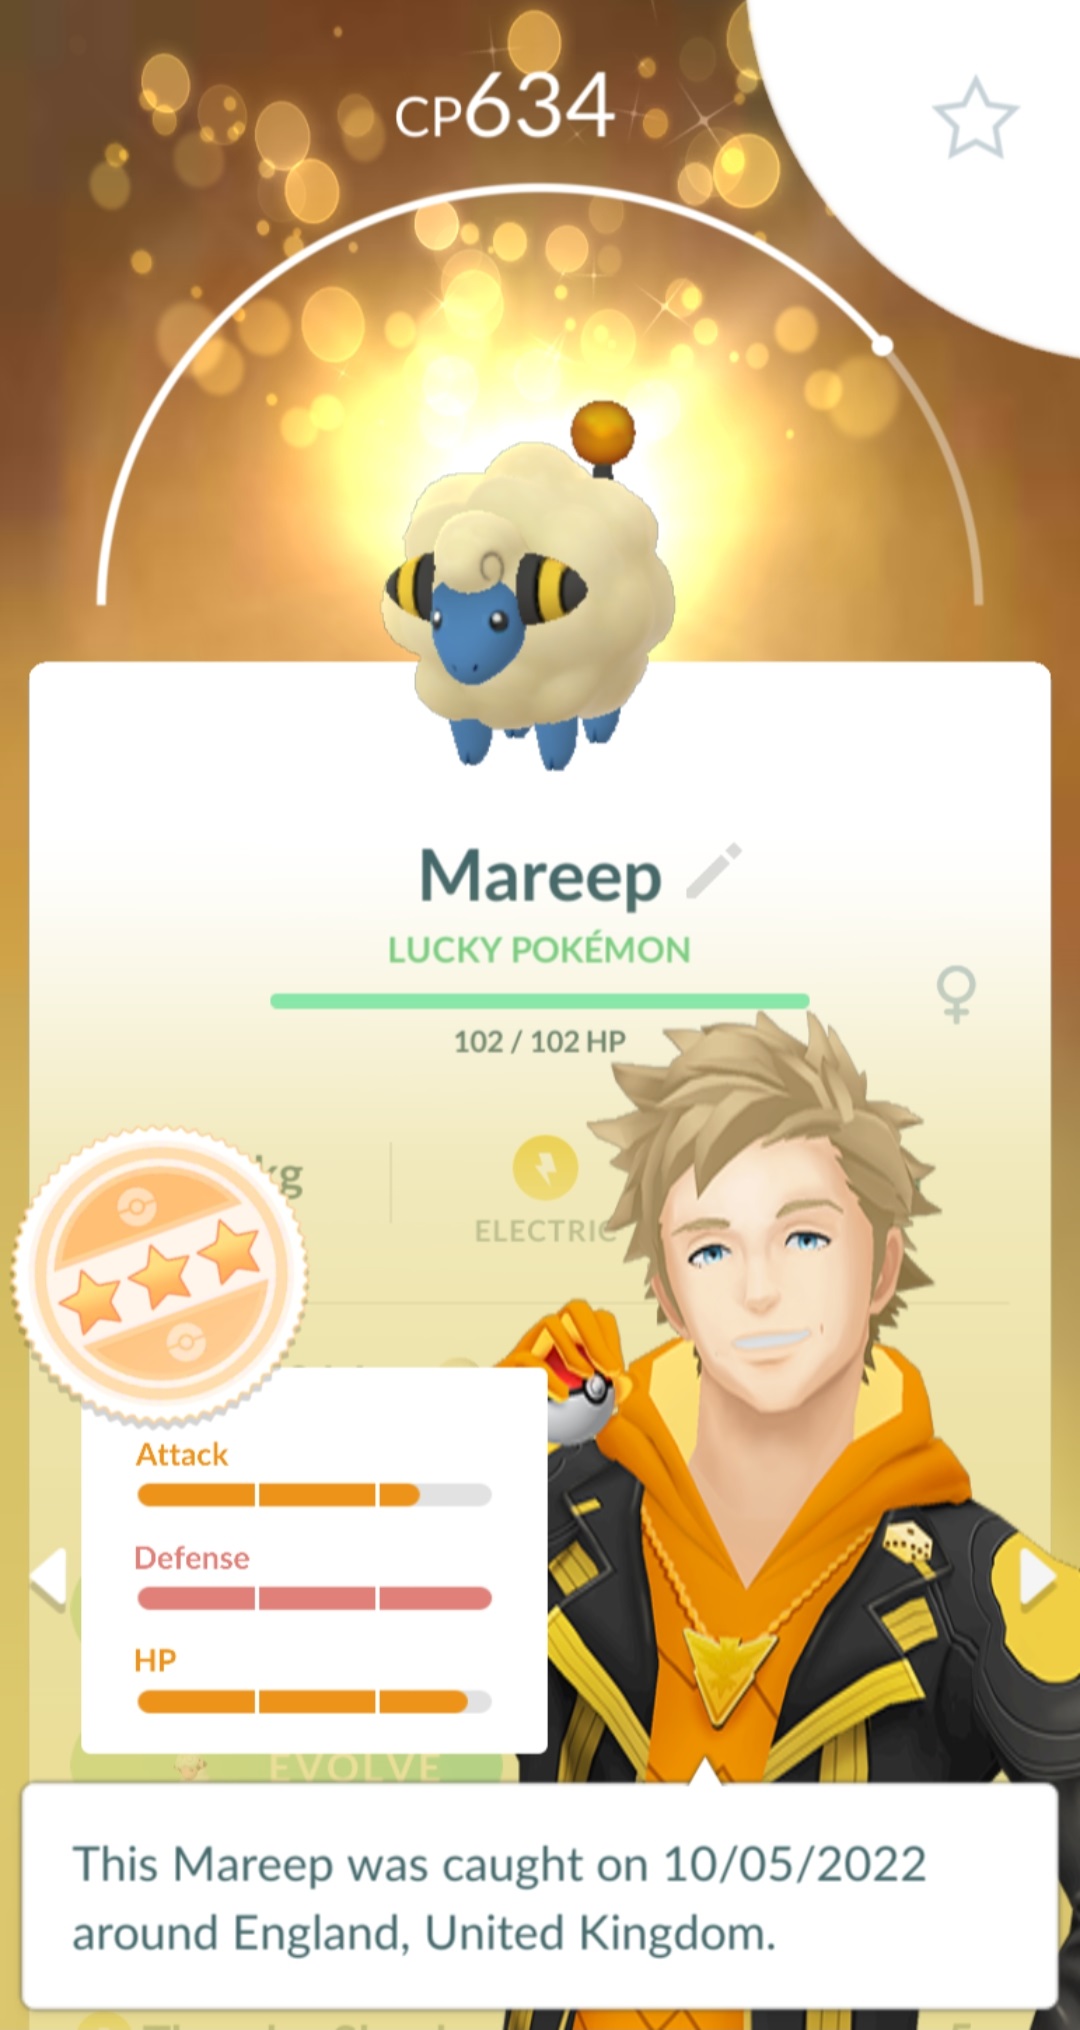 CP634
Mareep
LUCKY POKÉMON
102 / 102 HP
kg
ELECTRIC
Attack
Defense
HP
EVOLVE
This Mareep was caught on 10/05/2022
around England, United Kingdom.